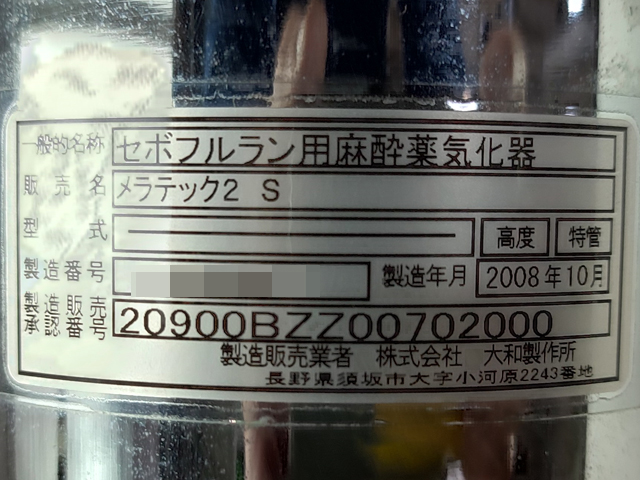 一般的名称 セボフルラン用麻酔薬気化器
販売名 メラテック2 S
型式 ――― 高度 特管
製造番号 製造年月 2008年10月
製造販売承認番号 20900BZZ00702000
製造販売業者 株式会社 大和製作所
長野県須坂市大字小河原2243番地